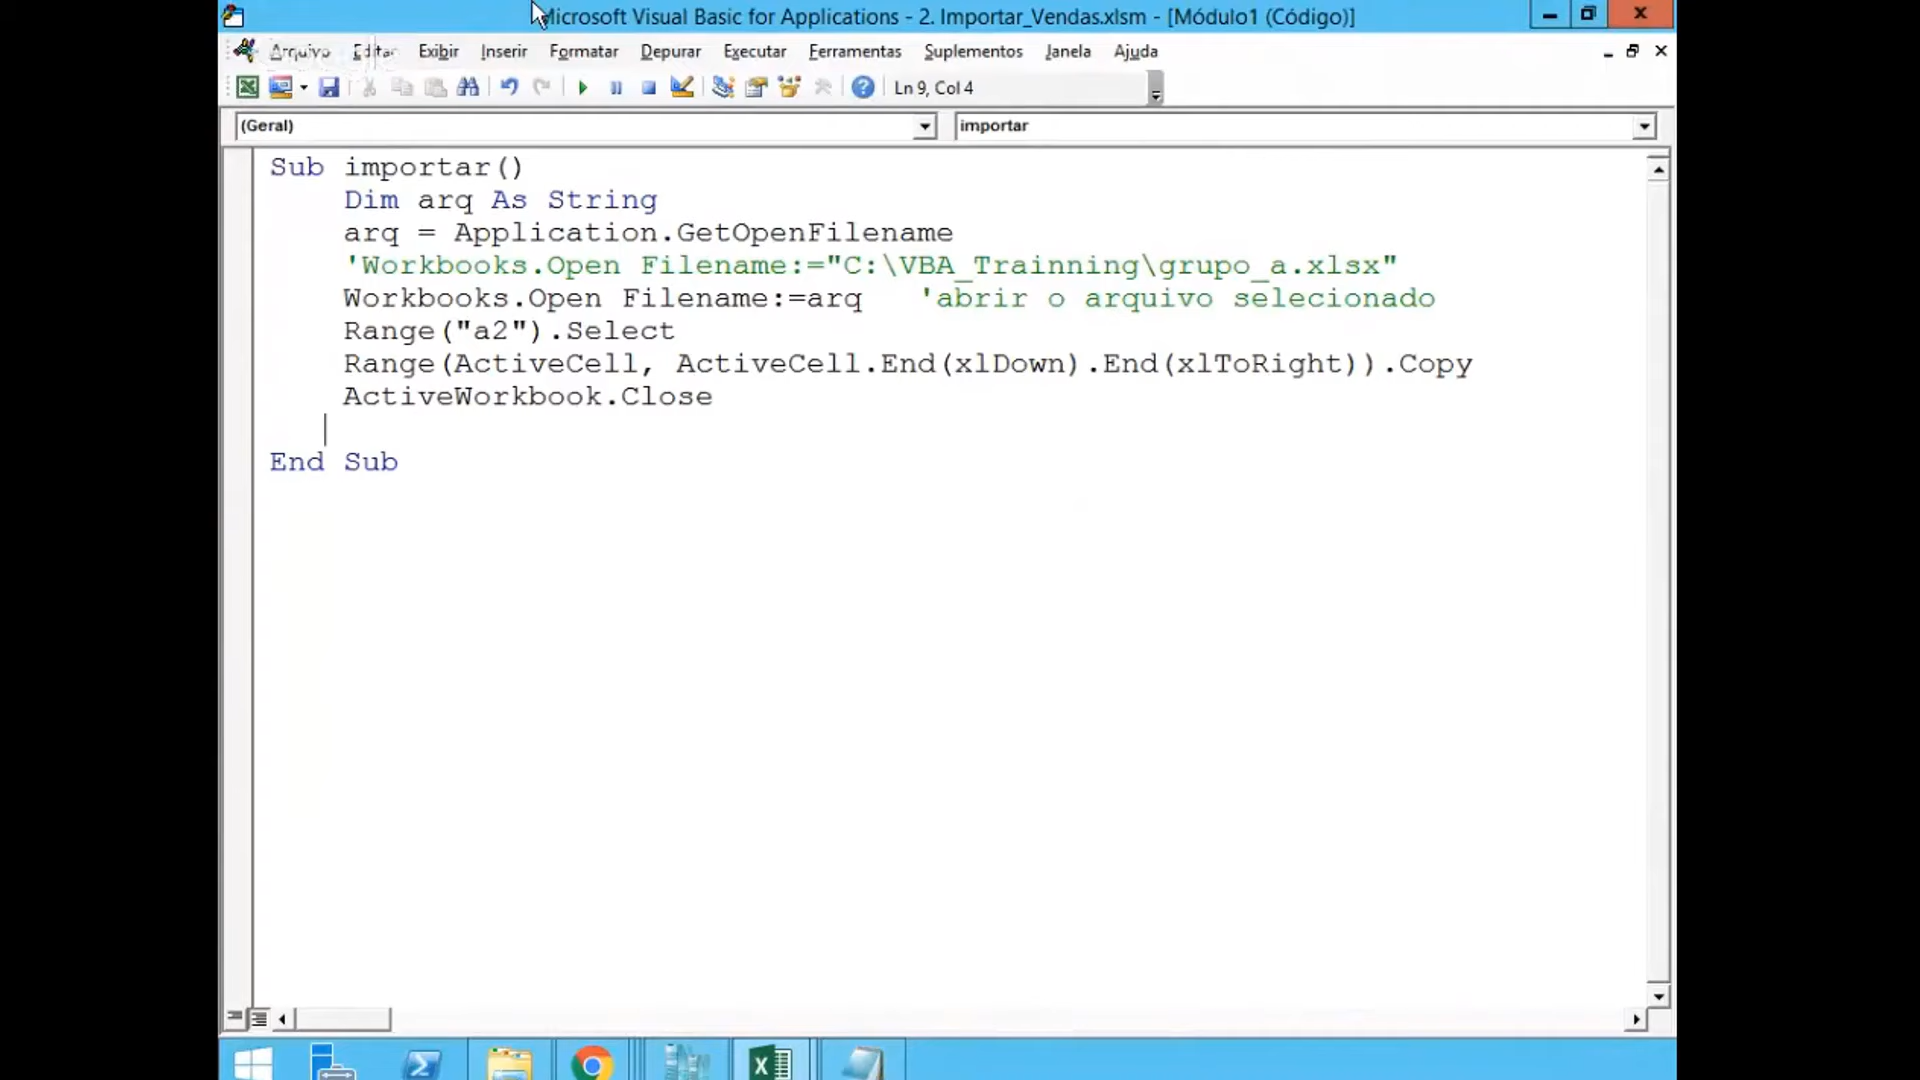 Microsoft Visual Basic for Applications - 2. Importar_Vendas.xlsm - [Módulo1 (Código)]
Arquivo Editar Exibir Inserir Formatar Depurar Executar Ferramentas Suplementos Janela Ajuda
Ln 9, Col 4
(Geral) importar
Sub importar()
Dim arq As String
arq = Application.GetOpenFilename
'Workbooks.Open Filename:="C:\VBA_Trainning\grupo_a.xlsx"
Workbooks.Open Filename:=arq 'abrir o arquivo selecionado
Range("a2").Select
Range(ActiveCell, ActiveCell.End(xlDown).End(xlToRight)).Copy
ActiveWorkbook.Close
End Sub